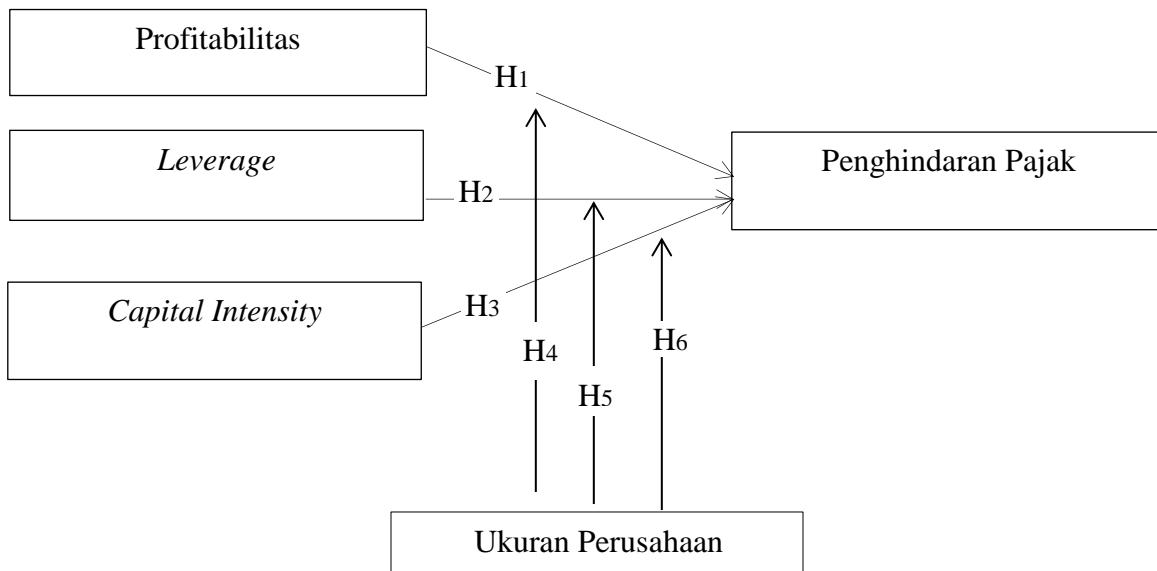 Profitabilitas
H1
Leverage
Penghindaran Pajak
H2
Capital Intensity
H3
H4
H6
H5
Ukuran Perusahaan